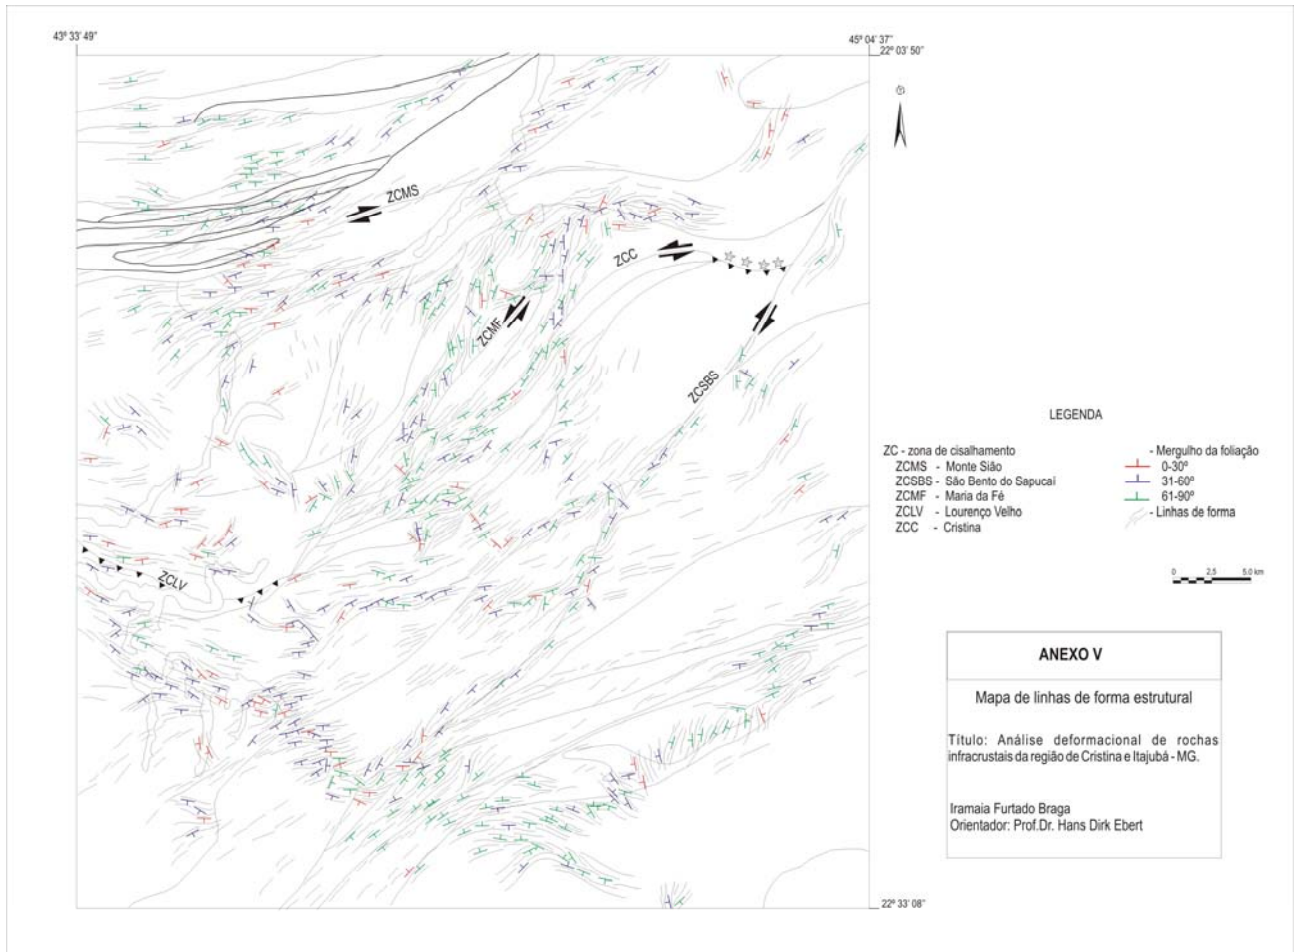 43º 33' 49"
45º 04' 37"
22º 03' 50"
ZCMS
ZCC
ZCMF
ZCSBS
ZCLV
LEGENDA
ZC - zona de cisalhamento
ZCMS - Monte Sião
ZCSBS - São Bento do Sapucaí
ZCMF - Maria da Fé
ZCLV - Lourenço Velho
ZCC - Cristina
- Mergulho da foliação
0-30º
31-60º
61-90º
- Linhas de forma
0 2,5 5,0 km
ANEXO V
Mapa de linhas de forma estrutural
Título: Análise deformacional de rochas
infracrustais da região de Cristina e Itajubá - MG.
Iramaia Furtado Braga
Orientador: Prof.Dr. Hans Dirk Ebert
22º 33' 08"